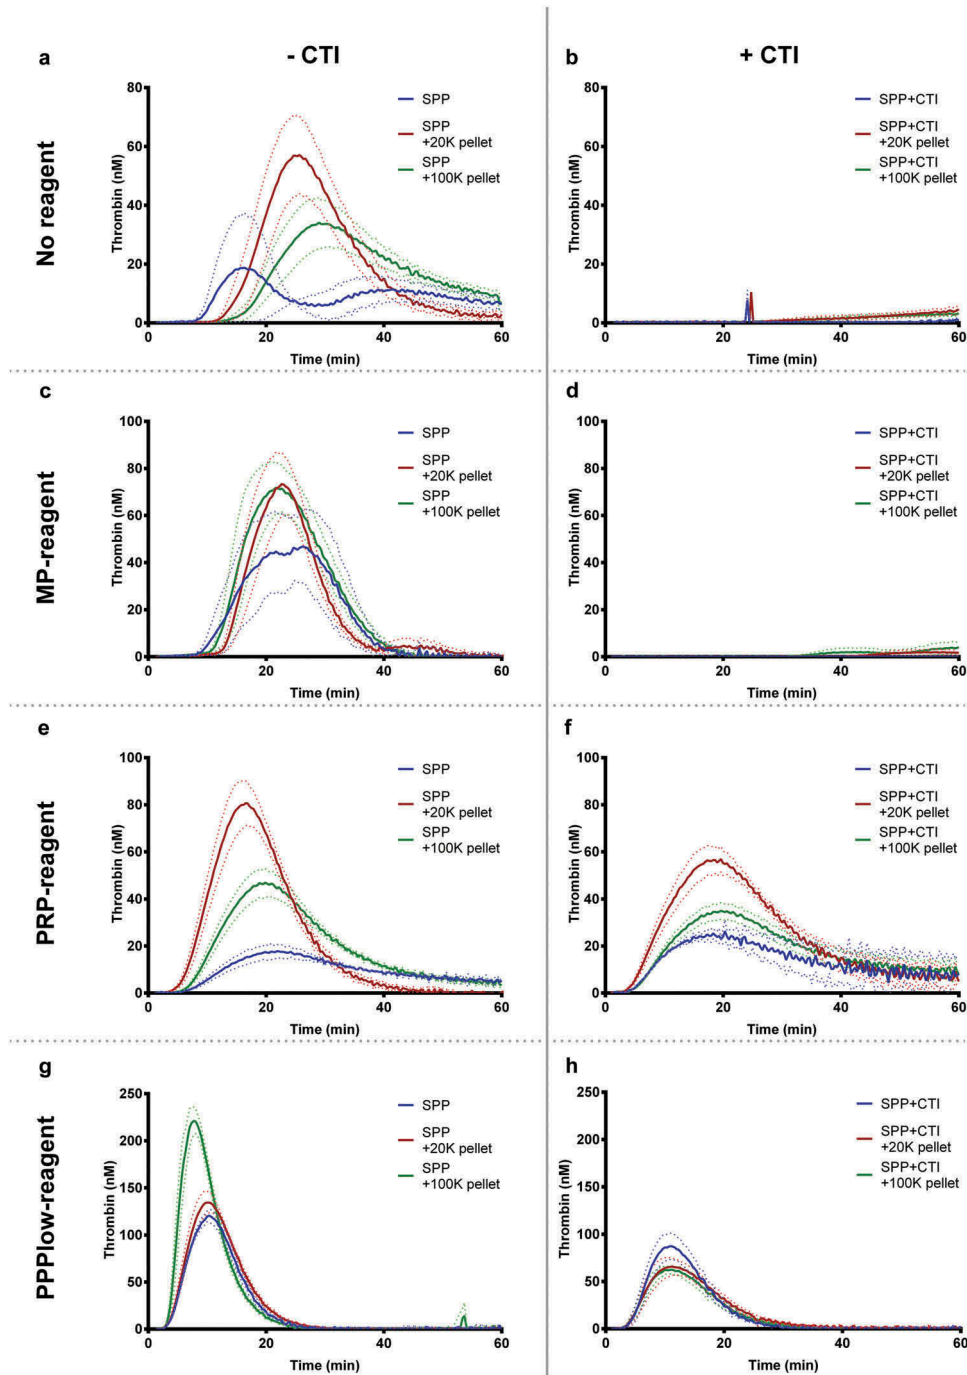 - CTI
+ CTI
No reagent
a
Thrombin (nM)
80
60
40
20
0
0
20
40
60
Time (min)
SPP
SPP
+20K pellet
SPP
+100K pellet
b
Thrombin (nM)
80
60
40
20
0
0
20
40
60
Time (min)
SPP+CTI
SPP+CTI
+20K pellet
SPP+CTI
+100K pellet
MP-reagent
c
Thrombin (nM)
100
80
60
40
20
0
0
20
40
60
Time (min)
SPP
SPP
+20K pellet
SPP
+100K pellet
d
Thrombin (nM)
100
80
60
40
20
0
0
20
40
60
Time (min)
SPP+CTI
SPP+CTI
+20K pellet
SPP+CTI
+100K pellet
PRP-reagent
e
Thrombin (nM)
100
80
60
40
20
0
0
20
40
60
Time (min)
SPP
SPP
+20K pellet
SPP
+100K pellet
f
Thrombin (nM)
100
80
60
40
20
0
0
20
40
60
Time (min)
SPP+CTI
SPP+CTI
+20K pellet
SPP+CTI
+100K pellet
PPPlow-reagent
g
Thrombin (nM)
250
200
150
100
50
0
0
20
40
60
Time (min)
SPP
SPP
+20K pellet
SPP
+100K pellet
h
Thrombin (nM)
250
200
150
100
50
0
0
20
40
60
Time (min)
SPP+CTI
SPP+CTI
+20K pellet
SPP+CTI
+100K pellet